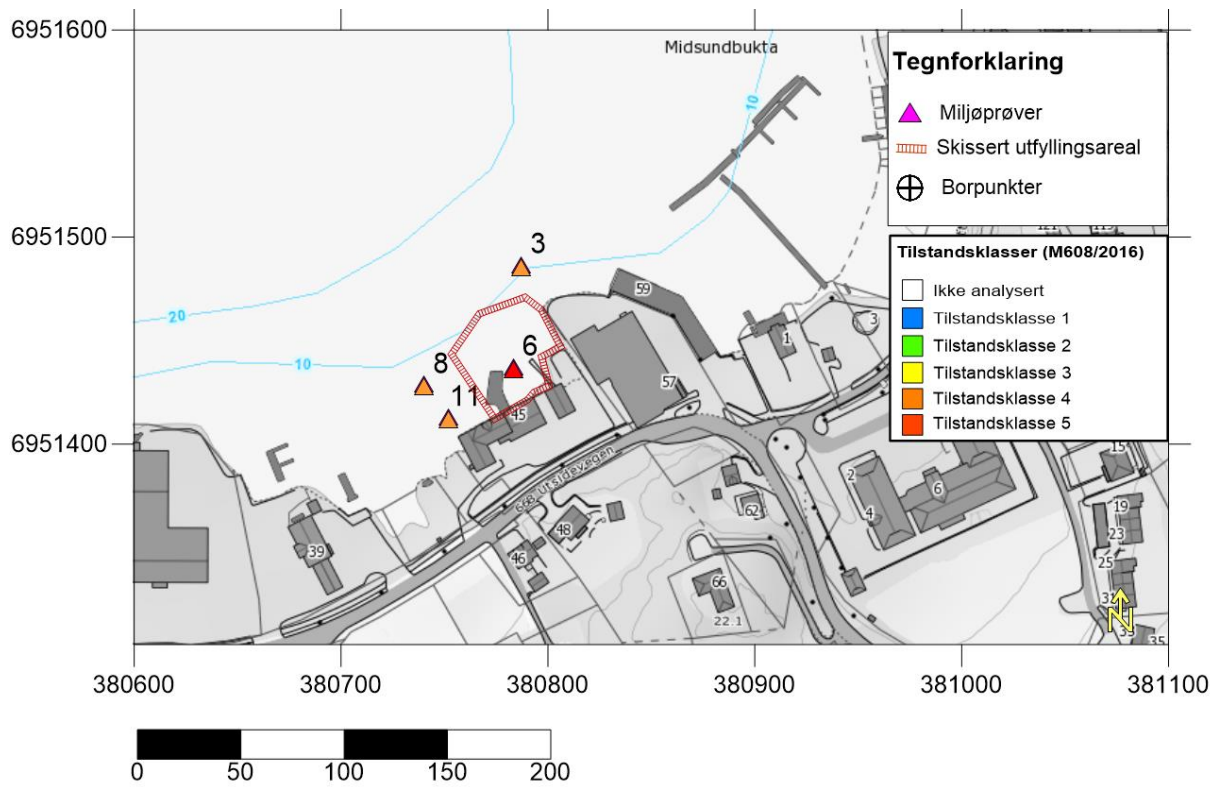 6951600
Midsundbukta
Tegnforklaring
Miljøprøver
Skissert utfyllingsareal
Borpunkter
10
6951500
3
Tilstandsklasser (M608/2016)
Ikke analysert
Tilstandsklasse 1
Tilstandsklasse 2
Tilstandsklasse 3
Tilstandsklasse 4
Tilstandsklasse 5
20
59
3
1
10
8
6
11
45
57
6951400
668 utsidevegen
2
6
4
15
19
23
25
48
62
39
46
66
22.1
35
N
380600
380700
380800
380900
381000
381100
0
50
100
150
200